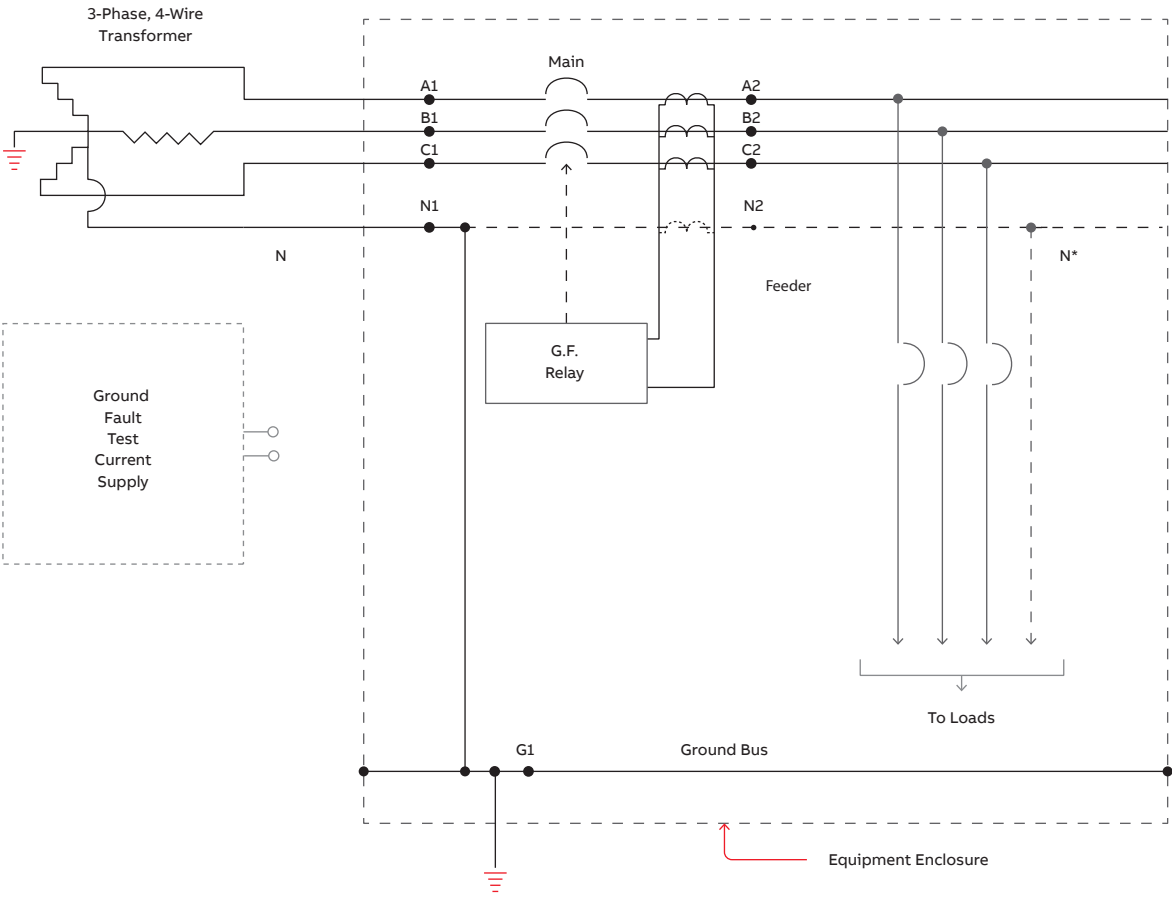 3-Phase, 4-Wire
Transformer
Main
A1
A2
B1
B2
C1
C2
N1
N2
N
N*
Feeder
G.F.
Relay
Ground
Fault
Test
Current
Supply
To Loads
G1
Ground Bus
Equipment Enclosure